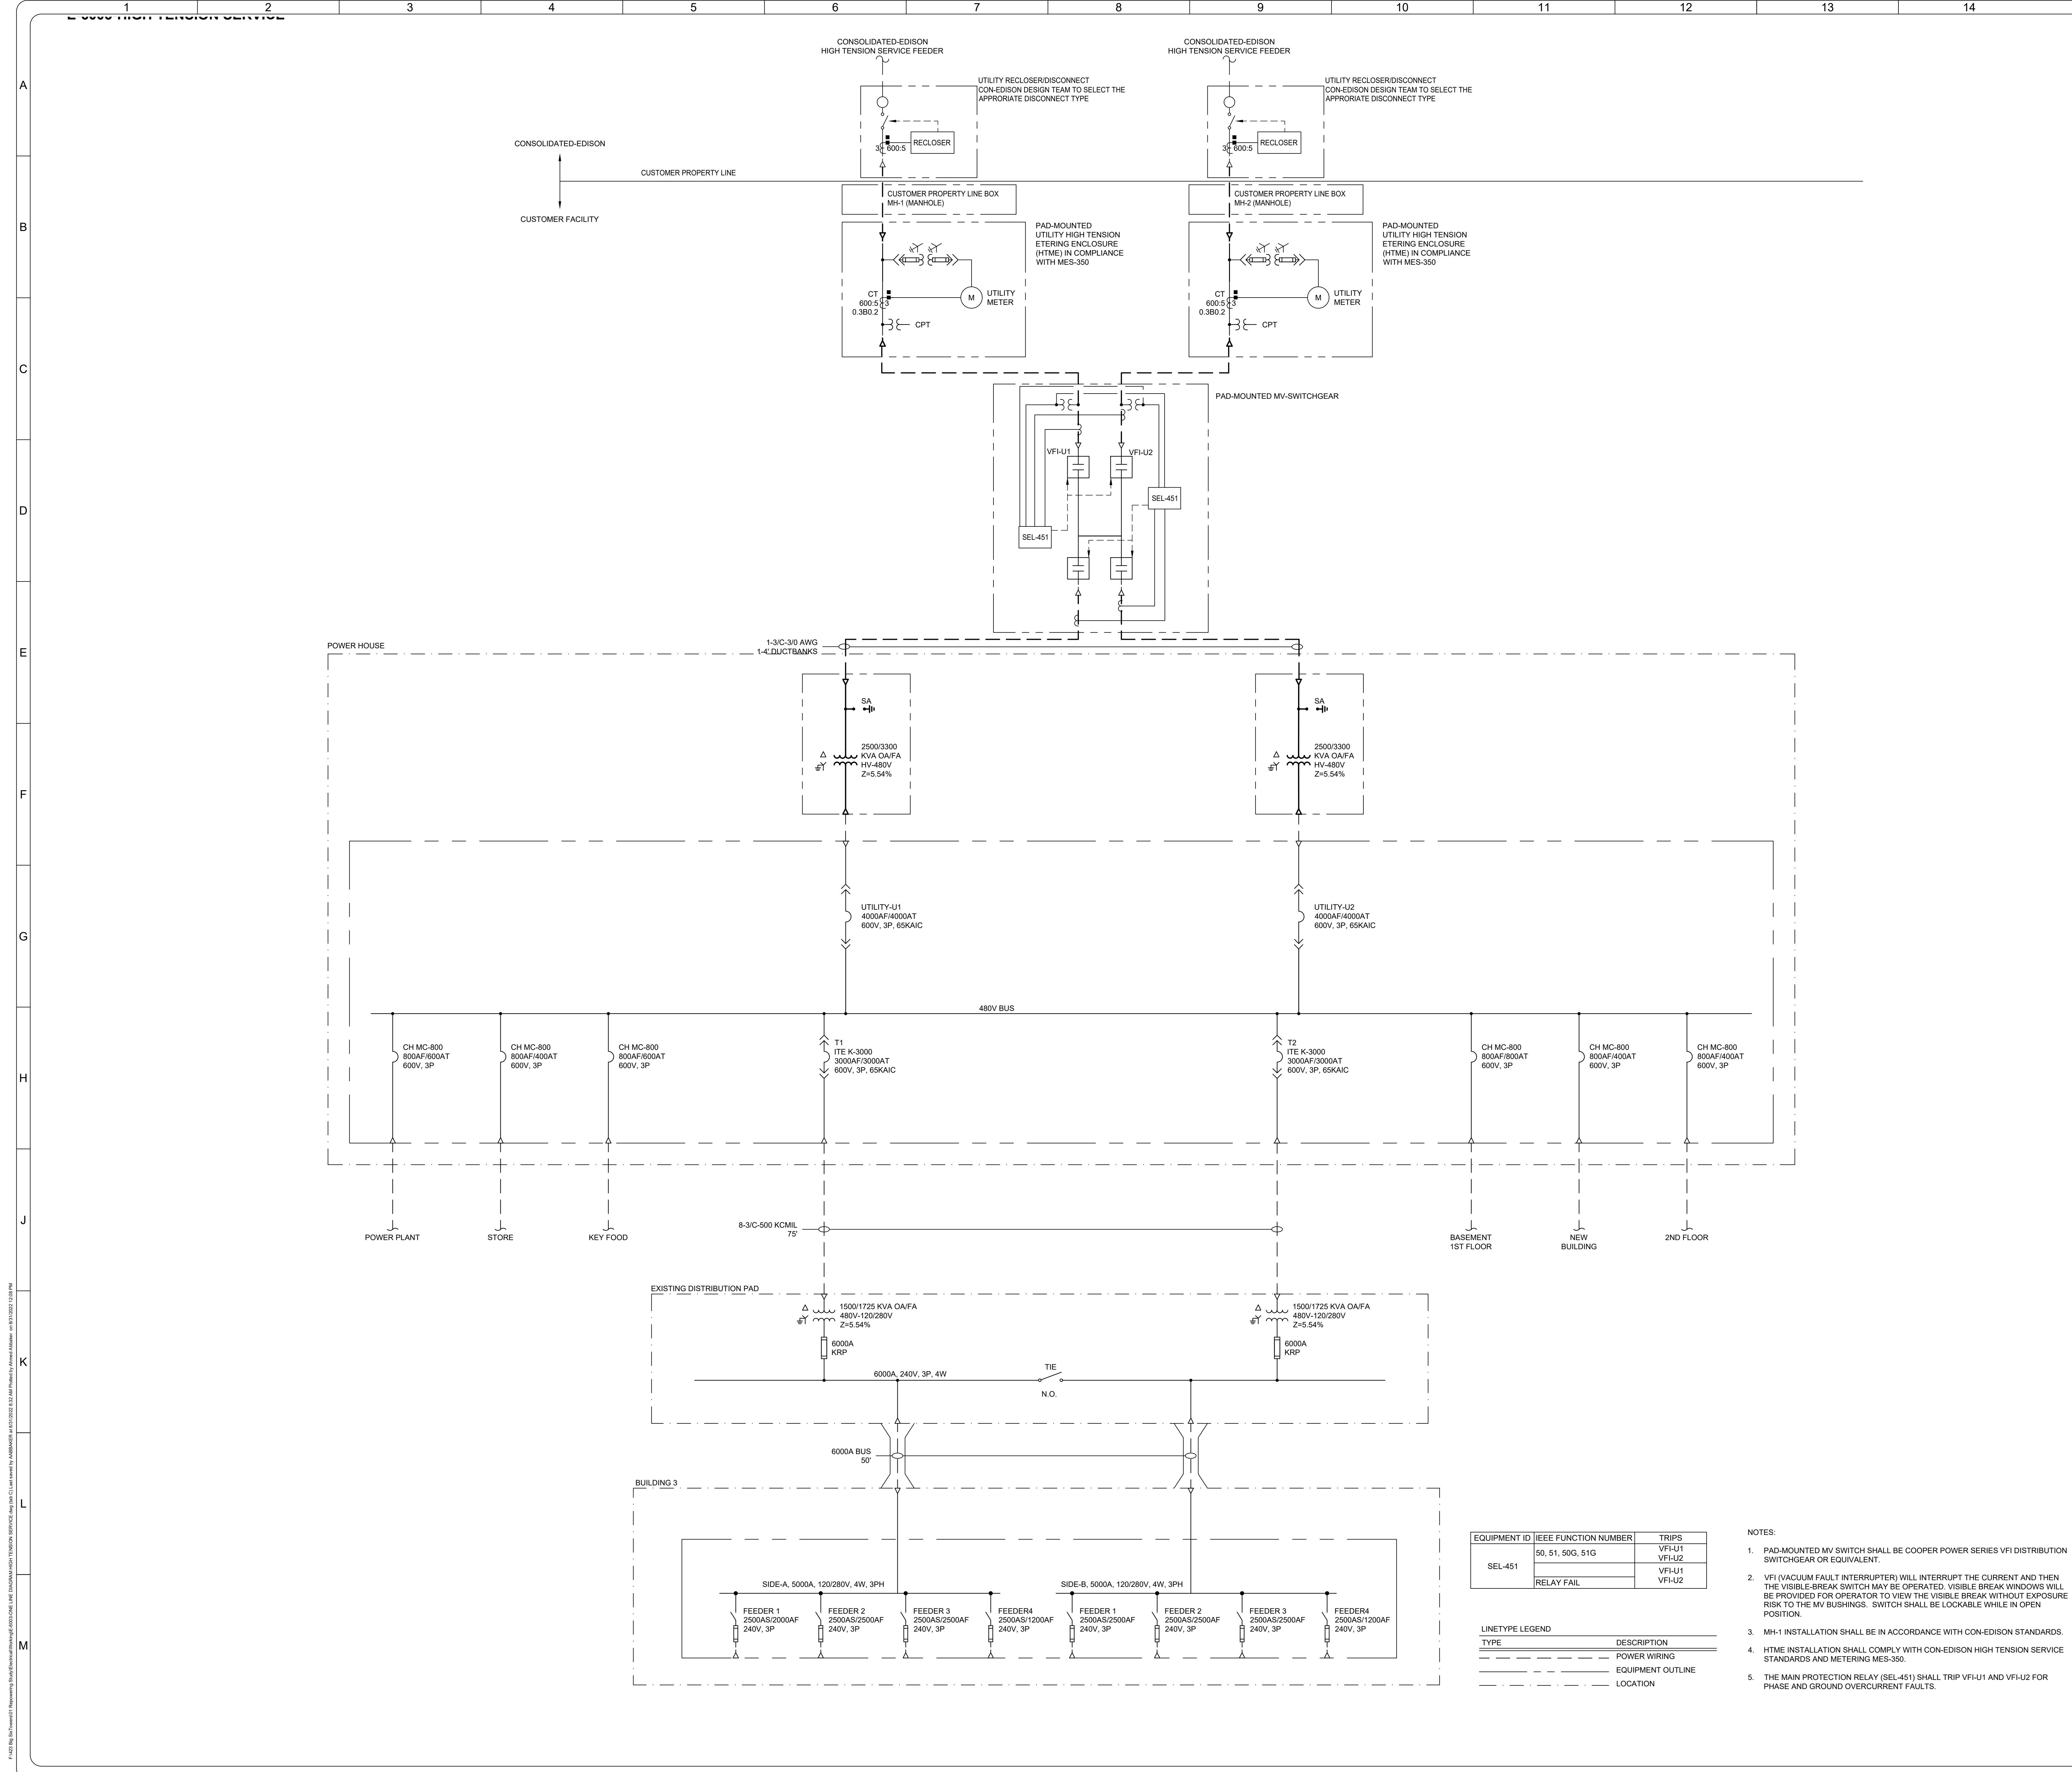 1 2 3 4 5 6 7 8 9 10 11 12 13 14
A
B
C
D
E
F
G
H
J
K
L
M
E-6003 HIGH TENSION SERVICE
CONSOLIDATED-EDISON
HIGH TENSION SERVICE FEEDER
UTILITY RECLOSER/DISCONNECT
CON-EDISON DESIGN TEAM TO SELECT THE
APPRORIATE DISCONNECT TYPE
RECLOSER
3 600:5
CONSOLIDATED-EDISON
HIGH TENSION SERVICE FEEDER
UTILITY RECLOSER/DISCONNECT
CON-EDISON DESIGN TEAM TO SELECT THE
APPRORIATE DISCONNECT TYPE
RECLOSER
3 600:5
CONSOLIDATED-EDISON
CUSTOMER PROPERTY LINE
CUSTOMER FACILITY
CUSTOMER PROPERTY LINE BOX
MH-1 (MANHOLE)
CUSTOMER PROPERTY LINE BOX
MH-2 (MANHOLE)
PAD-MOUNTED
UTILITY HIGH TENSION
ETERING ENCLOSURE
(HTME) IN COMPLIANCE
WITH MES-350
CT
600:5 3
0.3B0.2
M
UTILITY
METER
CPT
PAD-MOUNTED
UTILITY HIGH TENSION
ETERING ENCLOSURE
(HTME) IN COMPLIANCE
WITH MES-350
CT
600:5 3
0.3B0.2
M
UTILITY
METER
CPT
PAD-MOUNTED MV-SWITCHGEAR
VFI-U1
VFI-U2
SEL-451
SEL-451
1-3/C-3/0 AWG
1-4' DUCTBANKS
POWER HOUSE
SA
2500/3300
KVA OA/FA
HV-480V
Z=5.54%
SA
2500/3300
KVA OA/FA
HV-480V
Z=5.54%
UTILITY-U1
4000AF/4000AT
600V, 3P, 65KAIC
UTILITY-U2
4000AF/4000AT
600V, 3P, 65KAIC
480V BUS
CH MC-800
800AF/600AT
600V, 3P
CH MC-800
800AF/400AT
600V, 3P
CH MC-800
800AF/600AT
600V, 3P
T1
ITE K-3000
3000AF/3000AT
600V, 3P, 65KAIC
T2
ITE K-3000
3000AF/3000AT
600V, 3P, 65KAIC
CH MC-800
800AF/800AT
600V, 3P
CH MC-800
800AF/400AT
600V, 3P
CH MC-800
800AF/400AT
600V, 3P
POWER PLANT
STORE
KEY FOOD
8-3/C-500 KCMIL
75'
BASEMENT
1ST FLOOR
NEW
BUILDING
2ND FLOOR
EXISTING DISTRIBUTION PAD
1500/1725 KVA OA/FA
480V-120/280V
Z=5.54%
6000A
KRP
1500/1725 KVA OA/FA
480V-120/280V
Z=5.54%
6000A
KRP
6000A, 240V, 3P, 4W
TIE
N.O.
6000A BUS
50'
BUILDING 3
SIDE-A, 5000A, 120/280V, 4W, 3PH
FEEDER 1
2500AS/2000AF
240V, 3P
FEEDER 2
2500AS/2500AF
240V, 3P
FEEDER 3
2500AS/2500AF
240V, 3P
FEEDER4
2500AS/1200AF
240V, 3P
SIDE-B, 5000A, 120/280V, 4W, 3PH
FEEDER 1
2500AS/2500AF
240V, 3P
FEEDER 2
2500AS/2500AF
240V, 3P
FEEDER 3
2500AS/2500AF
240V, 3P
FEEDER4
2500AS/1200AF
240V, 3P
EQUIPMENT ID IEEE FUNCTION NUMBER TRIPS
SEL-451
50, 51, 50G, 51G
VFI-U1
VFI-U2
RELAY FAIL
VFI-U1
VFI-U2
LINETYPE LEGEND
TYPE DESCRIPTION
POWER WIRING
EQUIPMENT OUTLINE
LOCATION
NOTES:
1. PAD-MOUNTED MV SWITCH SHALL BE COOPER POWER SERIES VFI DISTRIBUTION
SWITCHGEAR OR EQUIVALENT.
2. VFI (VACUUM FAULT INTERRUPTER) WILL INTERRUPT THE CURRENT AND THEN
THE VISIBLE-BREAK SWITCH MAY BE OPERATED. VISIBLE BREAK WINDOWS WILL
BE PROVIDED FOR OPERATOR TO VIEW THE VISIBLE BREAK WITHOUT EXPOSURE
RISK TO THE MV BUSHINGS. SWITCH SHALL BE LOCKABLE WHILE IN OPEN
POSITION.
3. MH-1 INSTALLATION SHALL BE IN ACCORDANCE WITH CON-EDISON STANDARDS.
4. HTME INSTALLATION SHALL COMPLY WITH CON-EDISON HIGH TENSION SERVICE
STANDARDS AND METERING MES-350.
5. THE MAIN PROTECTION RELAY (SEL-451) SHALL TRIP VFI-U1 AND VFI-U2 FOR
PHASE AND GROUND OVERCURRENT FAULTS.